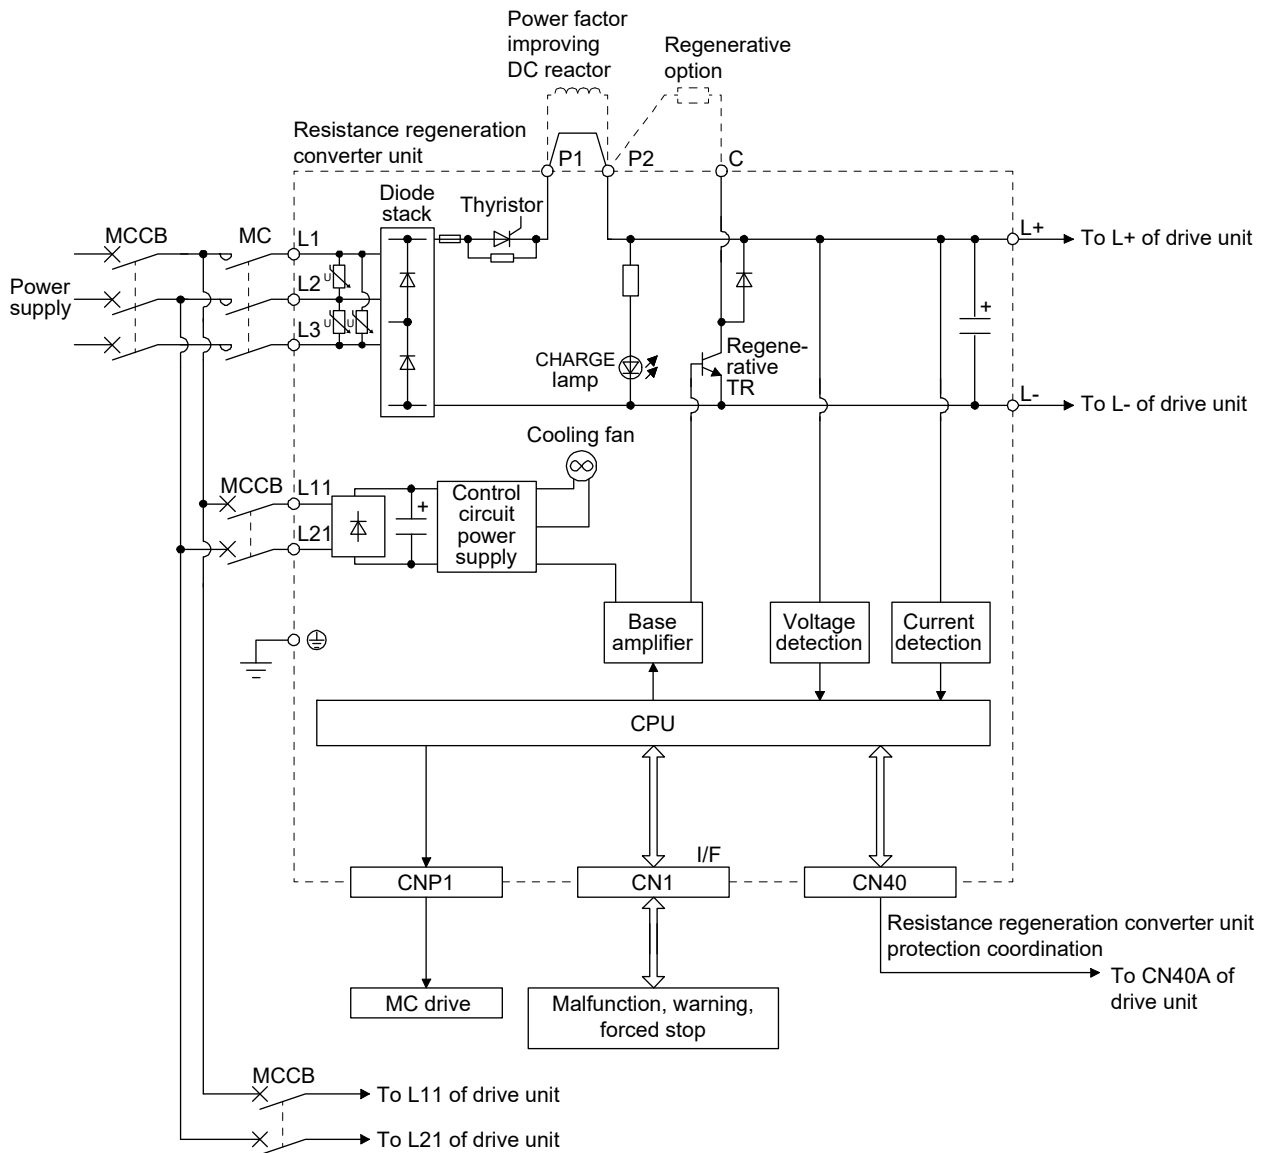 Power factor
improving
DC reactor
Regenerative
option
Resistance regeneration
converter unit
P1
P2
C
Diode
stack
Thyristor
MCCB
MC
L1
L+
To L+ of drive unit
Power
supply
L2
U
+
L3
U
U
CHARGE
lamp
Regene-
rative
TR
L-
To L- of drive unit
Cooling fan
MCCB
L11
+
Control
circuit
power
supply
L21
Base
amplifier
Voltage
detection
Current
detection
CPU
I/F
CNP1
CN1
CN40
Resistance regeneration converter unit
protection coordination
To CN40A of
drive unit
MC drive
Malfunction, warning,
forced stop
MCCB
To L11 of drive unit
To L21 of drive unit